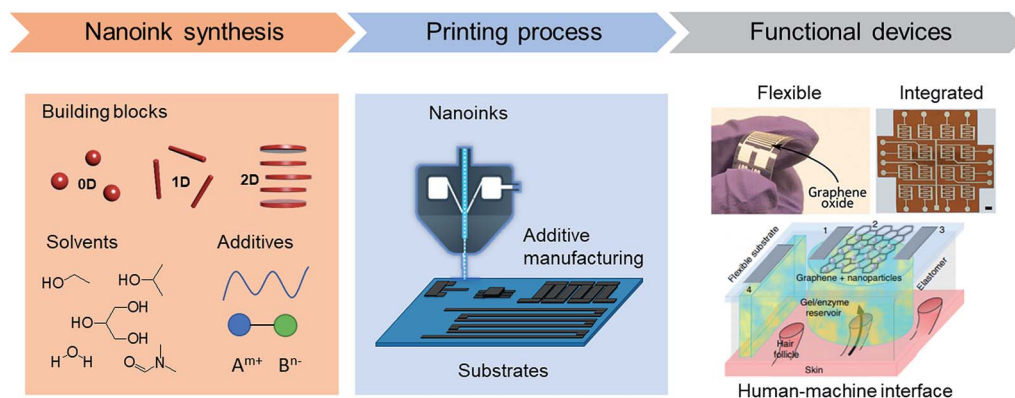 Nanoink synthesis
Printing process
Functional devices
Building blocks
0D
1D
2D
Solvents
Additives
HO
HO
OH
HO
OH
H O H
O N
A^m+ B^n-
Nanoinks
Additive
manufacturing
Substrates
Flexible
Integrated
Graphene
oxide
Flexible substrate
1
2
3
4
Graphene + nanoparticles
Elastomer
Gel/enzyme
reservoir
Hair
follicle
Skin
Human-machine interface